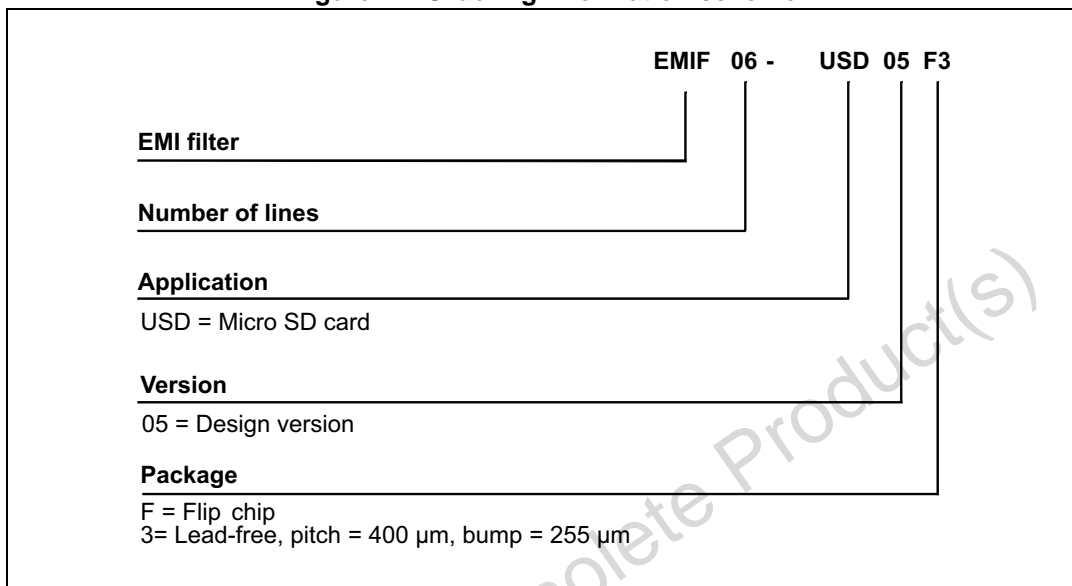 EMIF 06 - USD 05 F3
EMI filter
Number of lines
Application
USD = Micro SD card
Version
05 = Design version
Package
F = Flip chip
3= Lead-free, pitch = 400 µm, bump = 255 µm
Product(s)